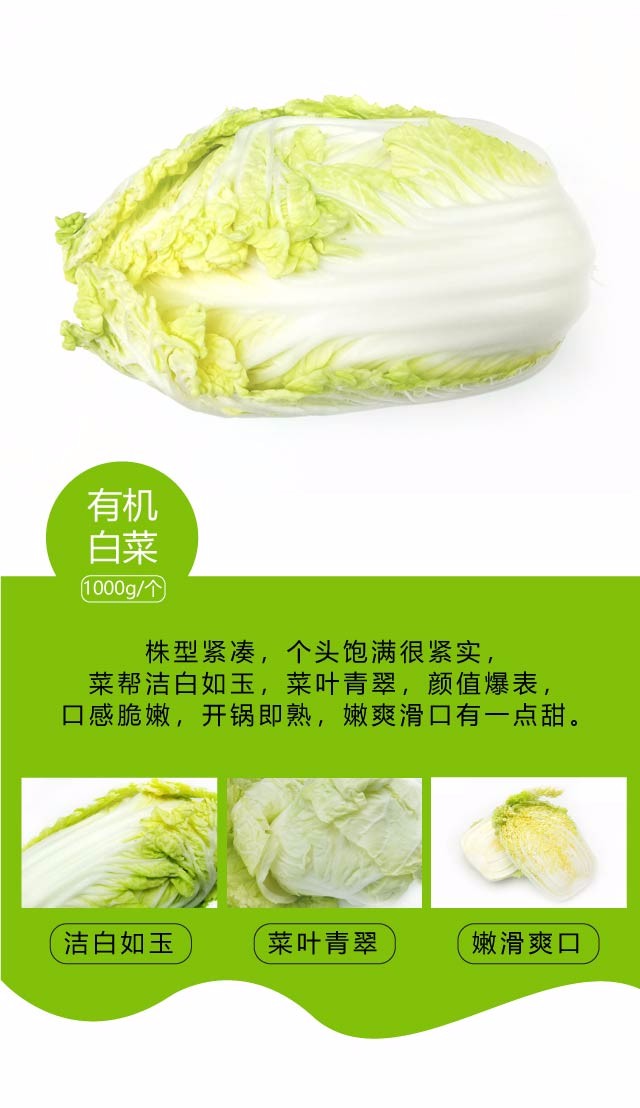 有机
白菜
1000g/个
株型紧凑，个头饱满很紧实，
菜帮洁白如玉，菜叶青翠，颜值爆表，
口感脆嫩，开锅即熟，嫩爽滑口有一点甜。
洁白如玉
菜叶青翠
嫩滑爽口